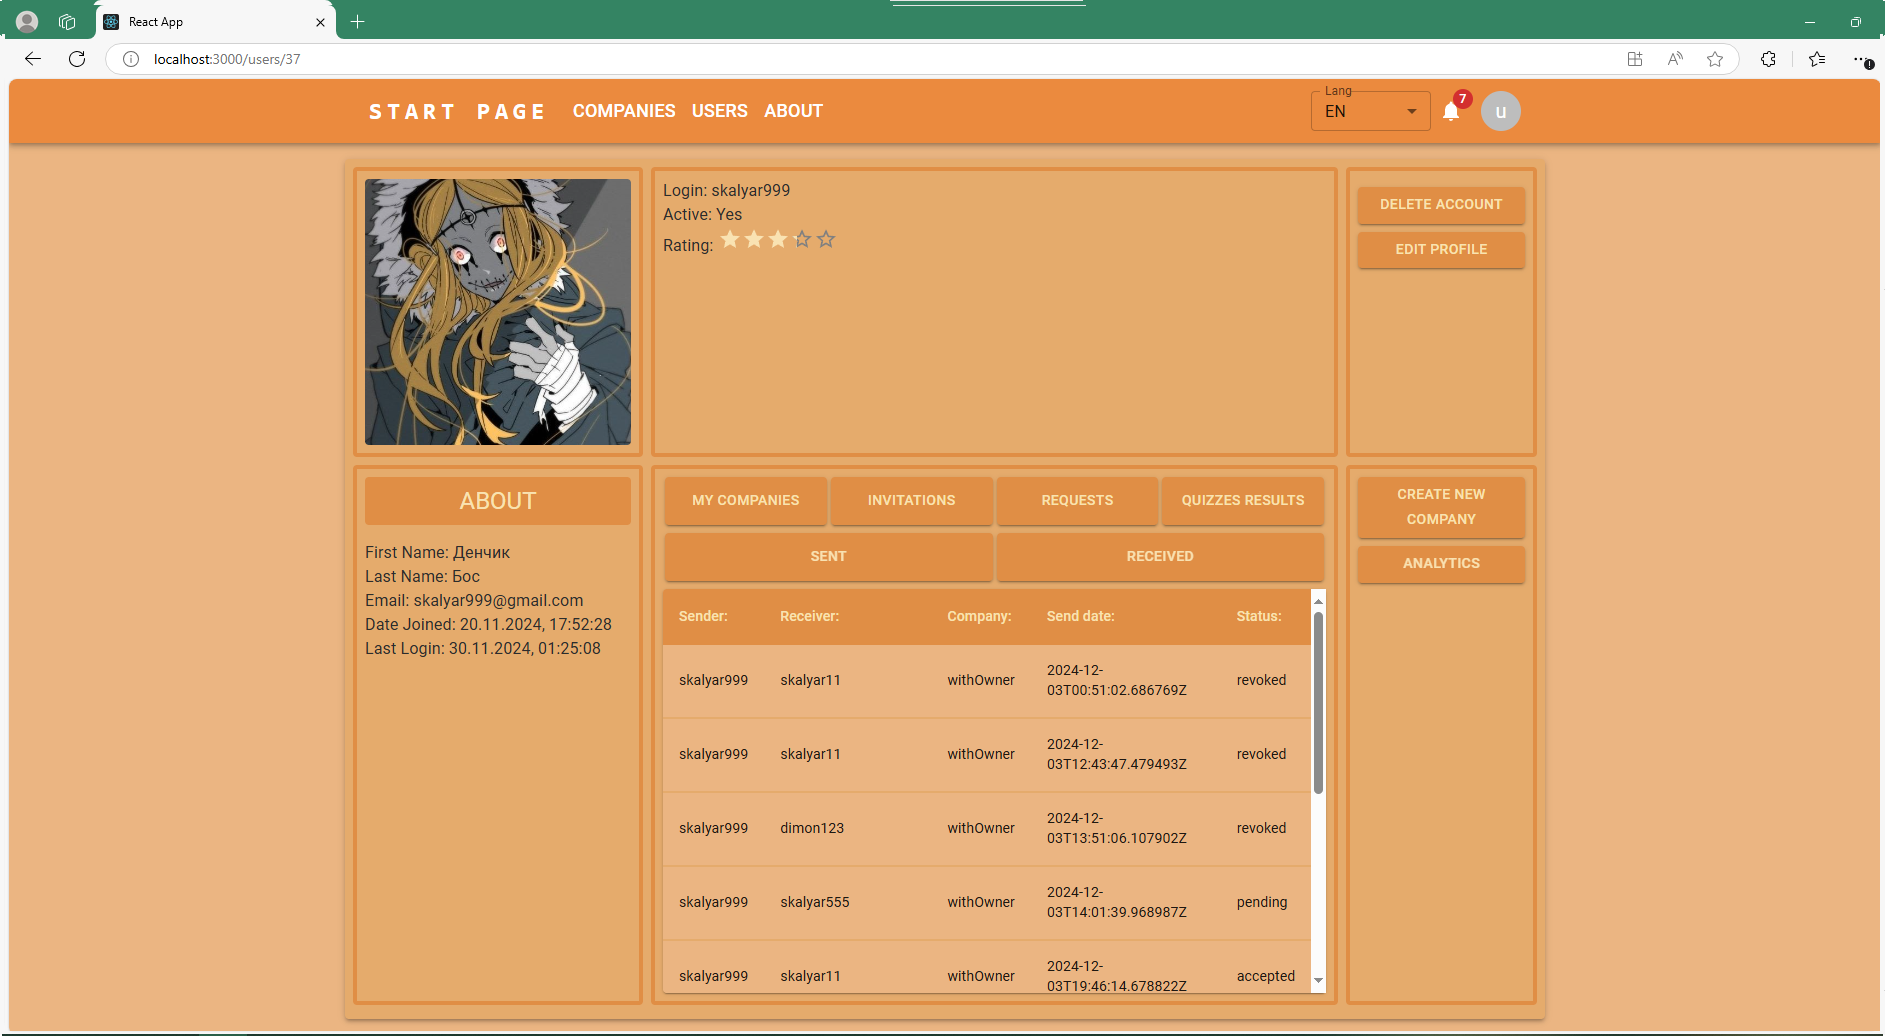 React App
localhost:3000/users/37
START PAGE COMPANIES USERS ABOUT
Lang
EN
7
u
Login: skalyar999
Active: Yes
Rating:
DELETE ACCOUNT
EDIT PROFILE
ABOUT
First Name: Денчик
Last Name: Бос
Email: skalyar999@gmail.com
Date Joined: 20.11.2024, 17:52:28
Last Login: 30.11.2024, 01:25:08
MY COMPANIES INVITATIONS REQUESTS QUIZZES RESULTS
SENT RECEIVED
Sender: Receiver: Company: Send date: Status:
skalyar999 skalyar11 withOwner 2024-12-
03T00:51:02.686769Z revoked
skalyar999 skalyar11 withOwner 2024-12-
03T12:43:47.479493Z revoked
skalyar999 dimon123 withOwner 2024-12-
03T13:51:06.107902Z revoked
skalyar999 skalyar555 withOwner 2024-12-
03T14:01:39.968987Z pending
skalyar999 skalyar11 withOwner 2024-12-
03T19:46:14.678822Z accepted
CREATE NEW
COMPANY
ANALYTICS